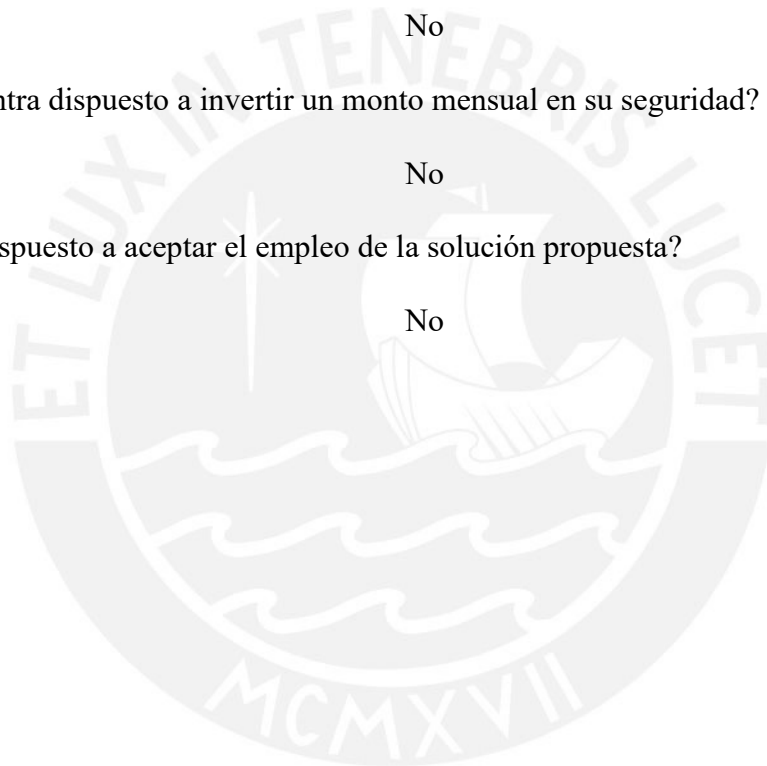 No
ntra dispuesto a invertir un monto mensual en su seguridad?
No
spuesto a aceptar el empleo de la solución propuesta?
No
ET LUX IN TENEBRIS LUCET
MCMXVII